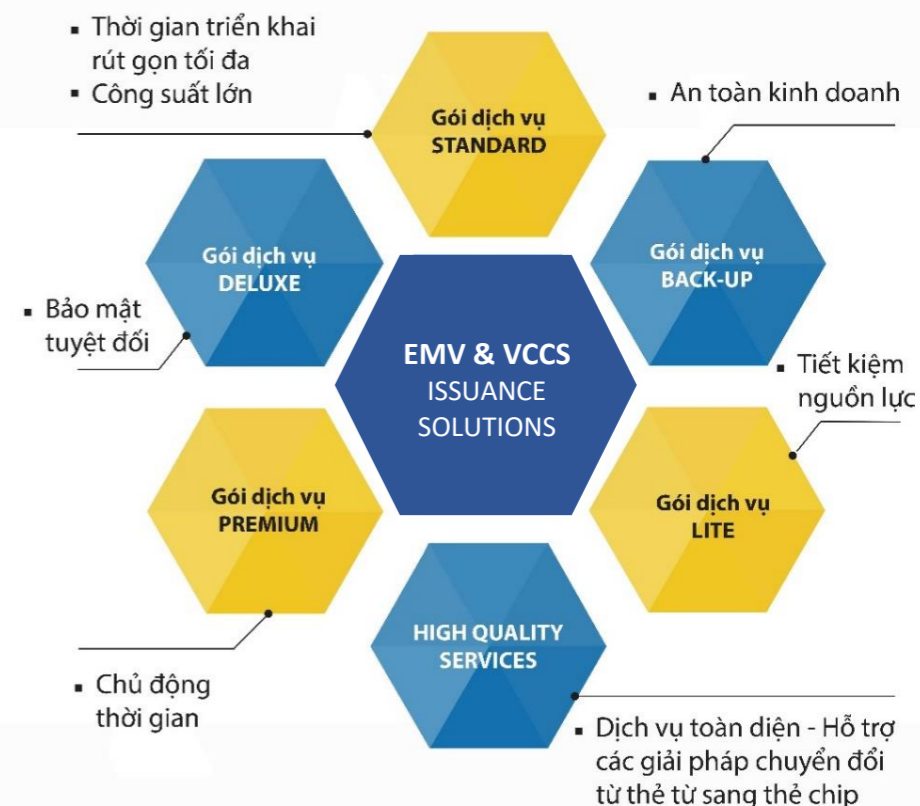 ▪ Thời gian triển khai
rút gọn tối đa
▪ Công suất lớn
Gói dịch vụ
STANDARD
▪ An toàn kinh doanh
Gói dịch vụ
DELUXE
Gói dịch vụ
BACK-UP
▪ Bảo mật
tuyệt đối
EMV & VCCS
ISSUANCE
SOLUTIONS
▪ Tiết kiệm
nguồn lực
Gói dịch vụ
PREMIUM
Gói dịch vụ
LITE
HIGH QUALITY
SERVICES
▪ Chủ động
thời gian
▪ Dịch vụ toàn diện - Hỗ trợ
các giải pháp chuyển đổi
từ thẻ từ sang thẻ chip